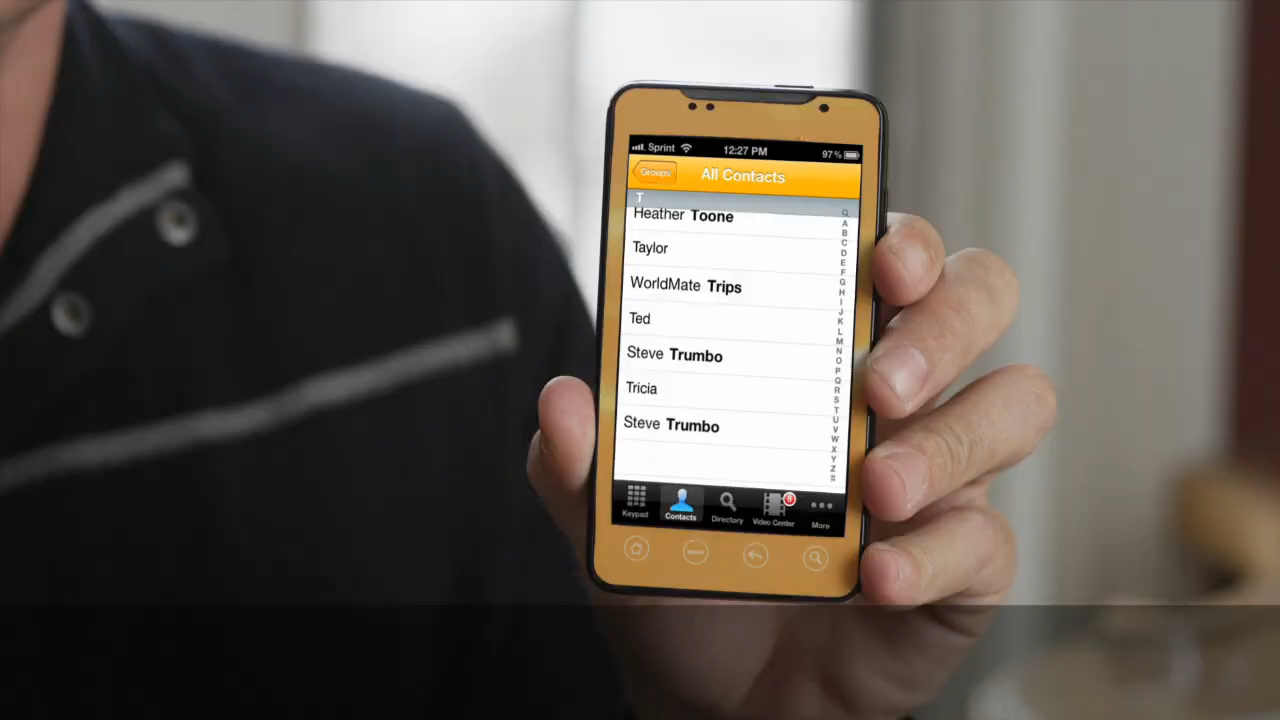 Sprint 12:27 PM 97%
Groups All Contacts
T
Heather Toone
Taylor
WorldMate Trips
Ted
Steve Trumbo
Tricia
Steve Trumbo
A
B
C
D
E
F
G
H
I
J
K
L
M
N
O
P
Q
R
S
T
U
V
W
X
Y
Z
#
8
Keypad Contacts Directory Video Center More